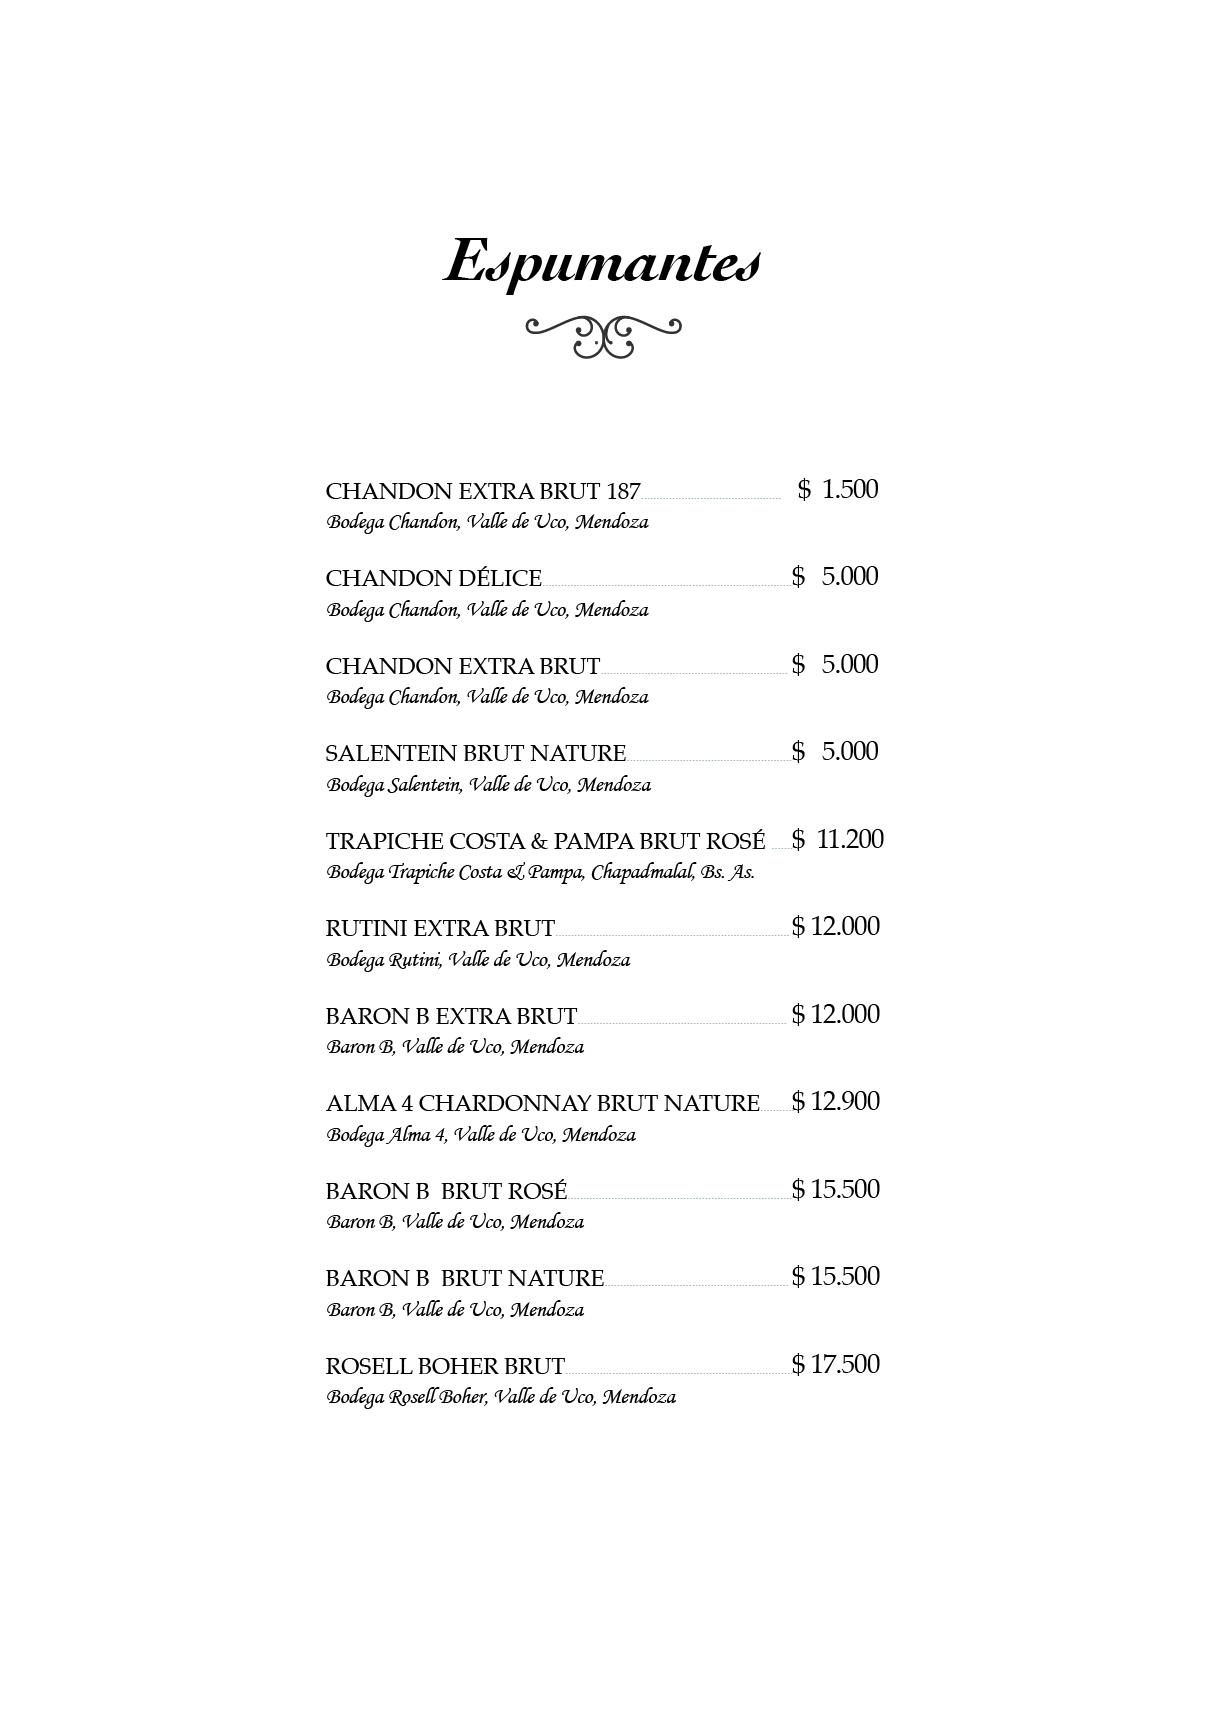 Espumantes
CHANDON EXTRA BRUT 187 $ 1.500
Bodega Chandon, Valle de Uco, Mendoza
CHANDON DÉLICE $ 5.000
Bodega Chandon, Valle de Uco, Mendoza
CHANDON EXTRA BRUT $ 5.000
Bodega Chandon, Valle de Uco, Mendoza
SALENTEIN BRUT NATURE $ 5.000
Bodega Salentein, Valle de Uco, Mendoza
TRAPICHE COSTA & PAMPA BRUT ROSÉ $ 11.200
Bodega Trapiche Costa & Pampa, Chapadmalal, Bs. As.
RUTINI EXTRA BRUT $ 12.000
Bodega Rutini, Valle de Uco, Mendoza
BARON B EXTRA BRUT $ 12.000
Baron B, Valle de Uco, Mendoza
ALMA 4 CHARDONNAY BRUT NATURE $ 12.900
Bodega Alma 4, Valle de Uco, Mendoza
BARON B BRUT ROSÉ $ 15.500
Baron B, Valle de Uco, Mendoza
BARON B BRUT NATURE $ 15.500
Baron B, Valle de Uco, Mendoza
ROSELL BOHER BRUT $ 17.500
Bodega Rosell Boher, Valle de Uco, Mendoza